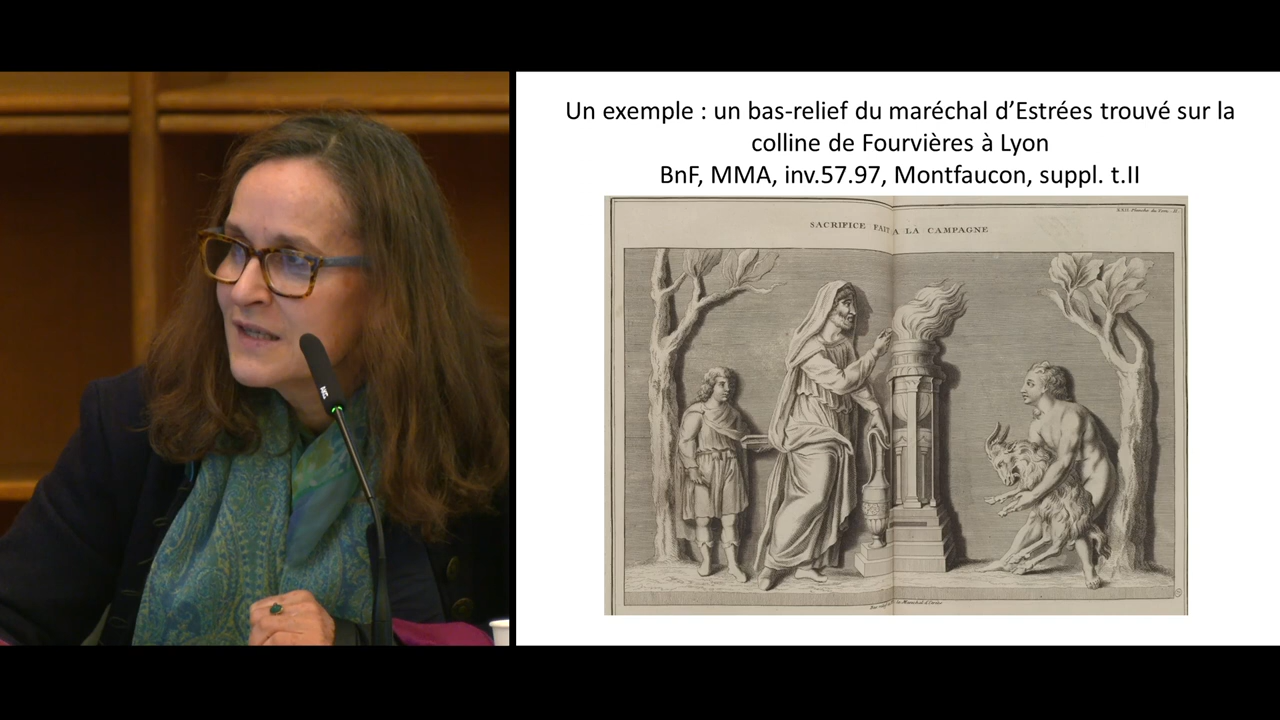 Un exemple : un bas-relief du maréchal d’Estrées trouvé sur la
colline de Fourvières à Lyon
BnF, MMA, inv.57.97, Montfaucon, suppl. t.II
SACRIFICE FAIT A LA CAMPAGNE